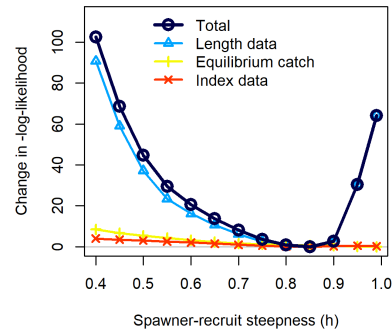 Total
Length data
Equilibrium catch
Index data
Change in -log-likelihood
100
80
60
40
20
0
0.4 0.5 0.6 0.7 0.8 0.9 1.0
Spawner-recruit steepness (h)